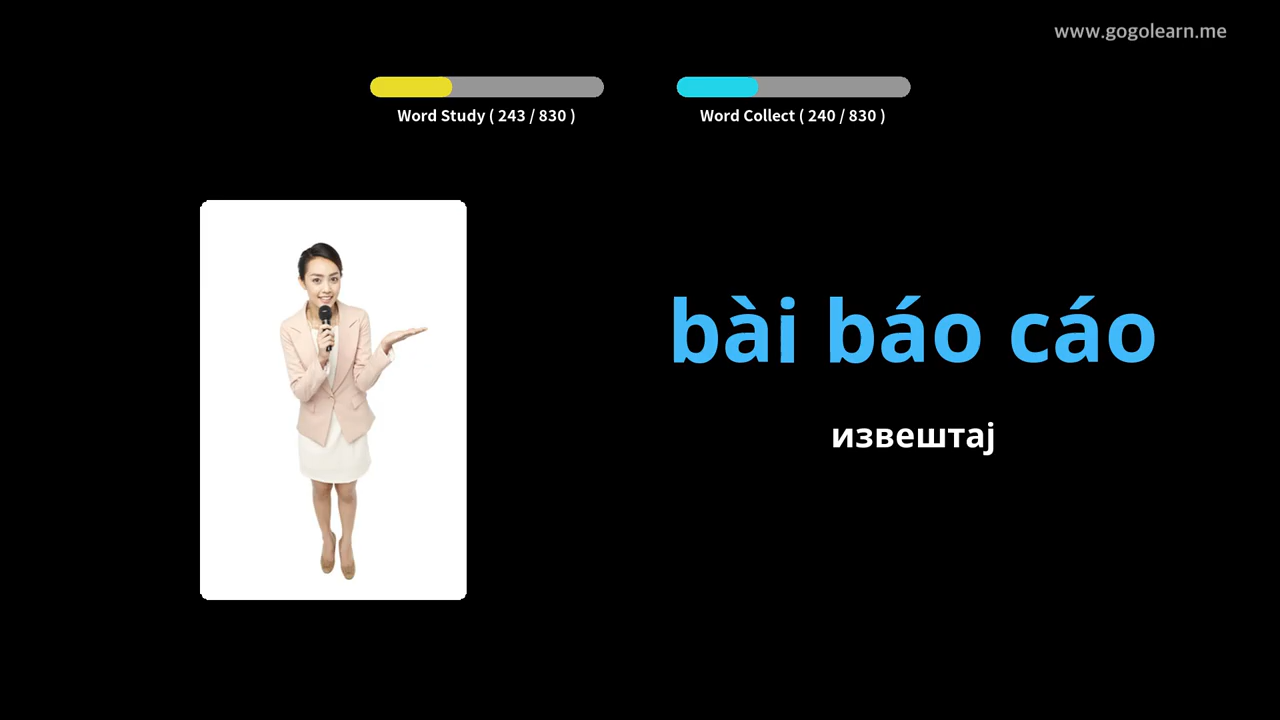 www.gogolearn.me
Word Study ( 243 / 830 )
Word Collect ( 240 / 830 )
bài báo cáo
извештај